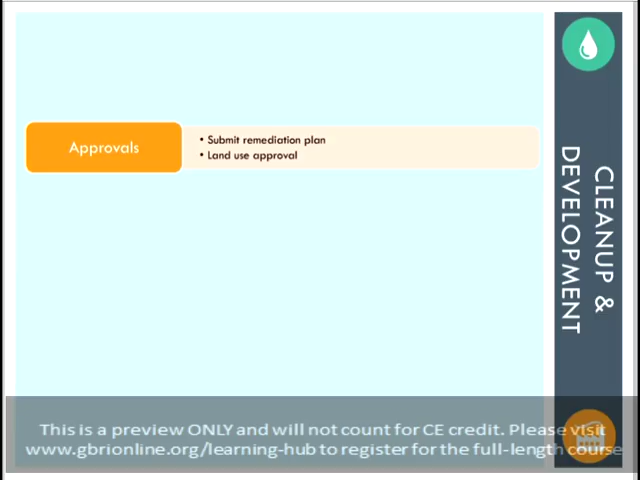 Approvals
• Submit remediation plan
• Land use approval
CLEANUP &
DEVELOPMENT
This is a preview ONLY and will not count for CE credit. Please visit
www.gbrionline.org/learning-hub to register for the full-length course